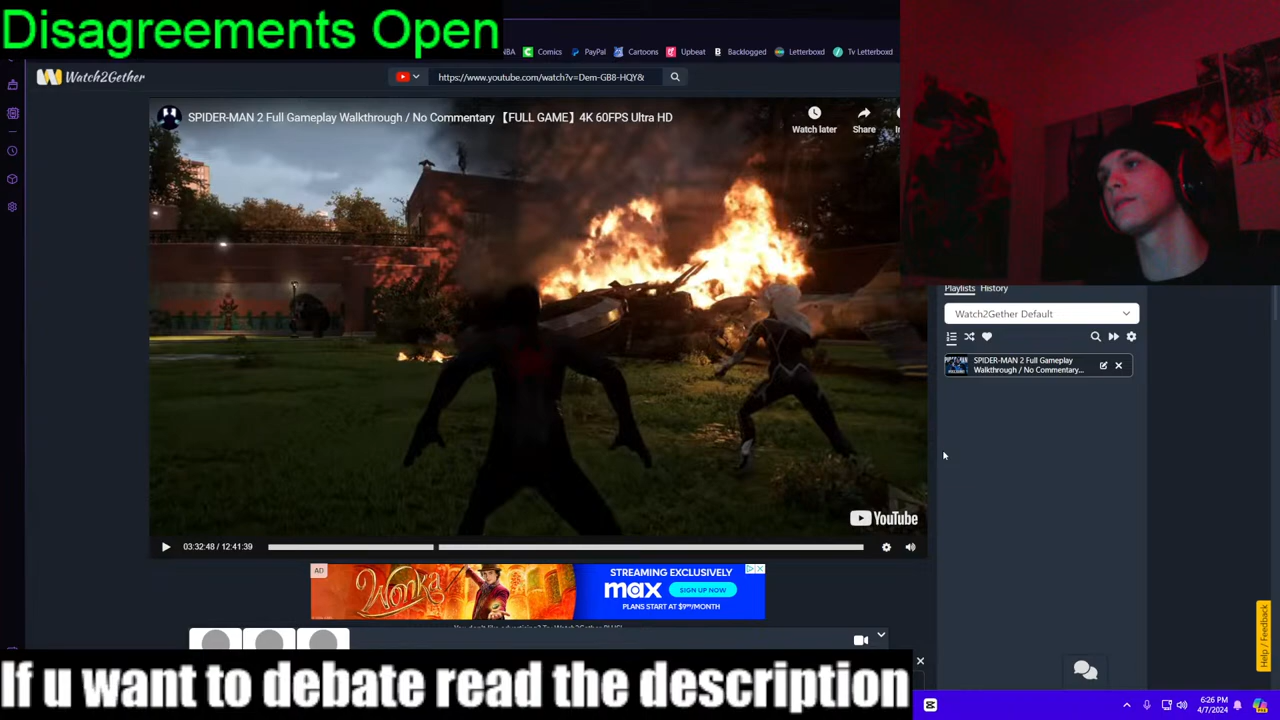 Disagreements Open
NBA
Comics
PayPal
Cartoons
Upbeat
Backlogged
Letterboxd
Tv Letterboxd
Watch2Gether
https://www.youtube.com/watch?v=Dem-GB8-HQY&
SPIDER-MAN 2 Full Gameplay Walkthrough / No Commentary 【FULL GAME】4K 60FPS Ultra HD
Watch later
Share
Playlists History
Watch2Gether Default
SPIDER-MAN 2 Full Gameplay
Walkthrough / No Commentary...
YouTube
03:32:48 / 12:41:39
AD
WONKA
STREAMING EXCLUSIVELY
max
SIGN UP NOW
PLANS START AT $9.99/MONTH
Help / Feedback
If u want to debate read the description
6:26 PM
4/7/2024